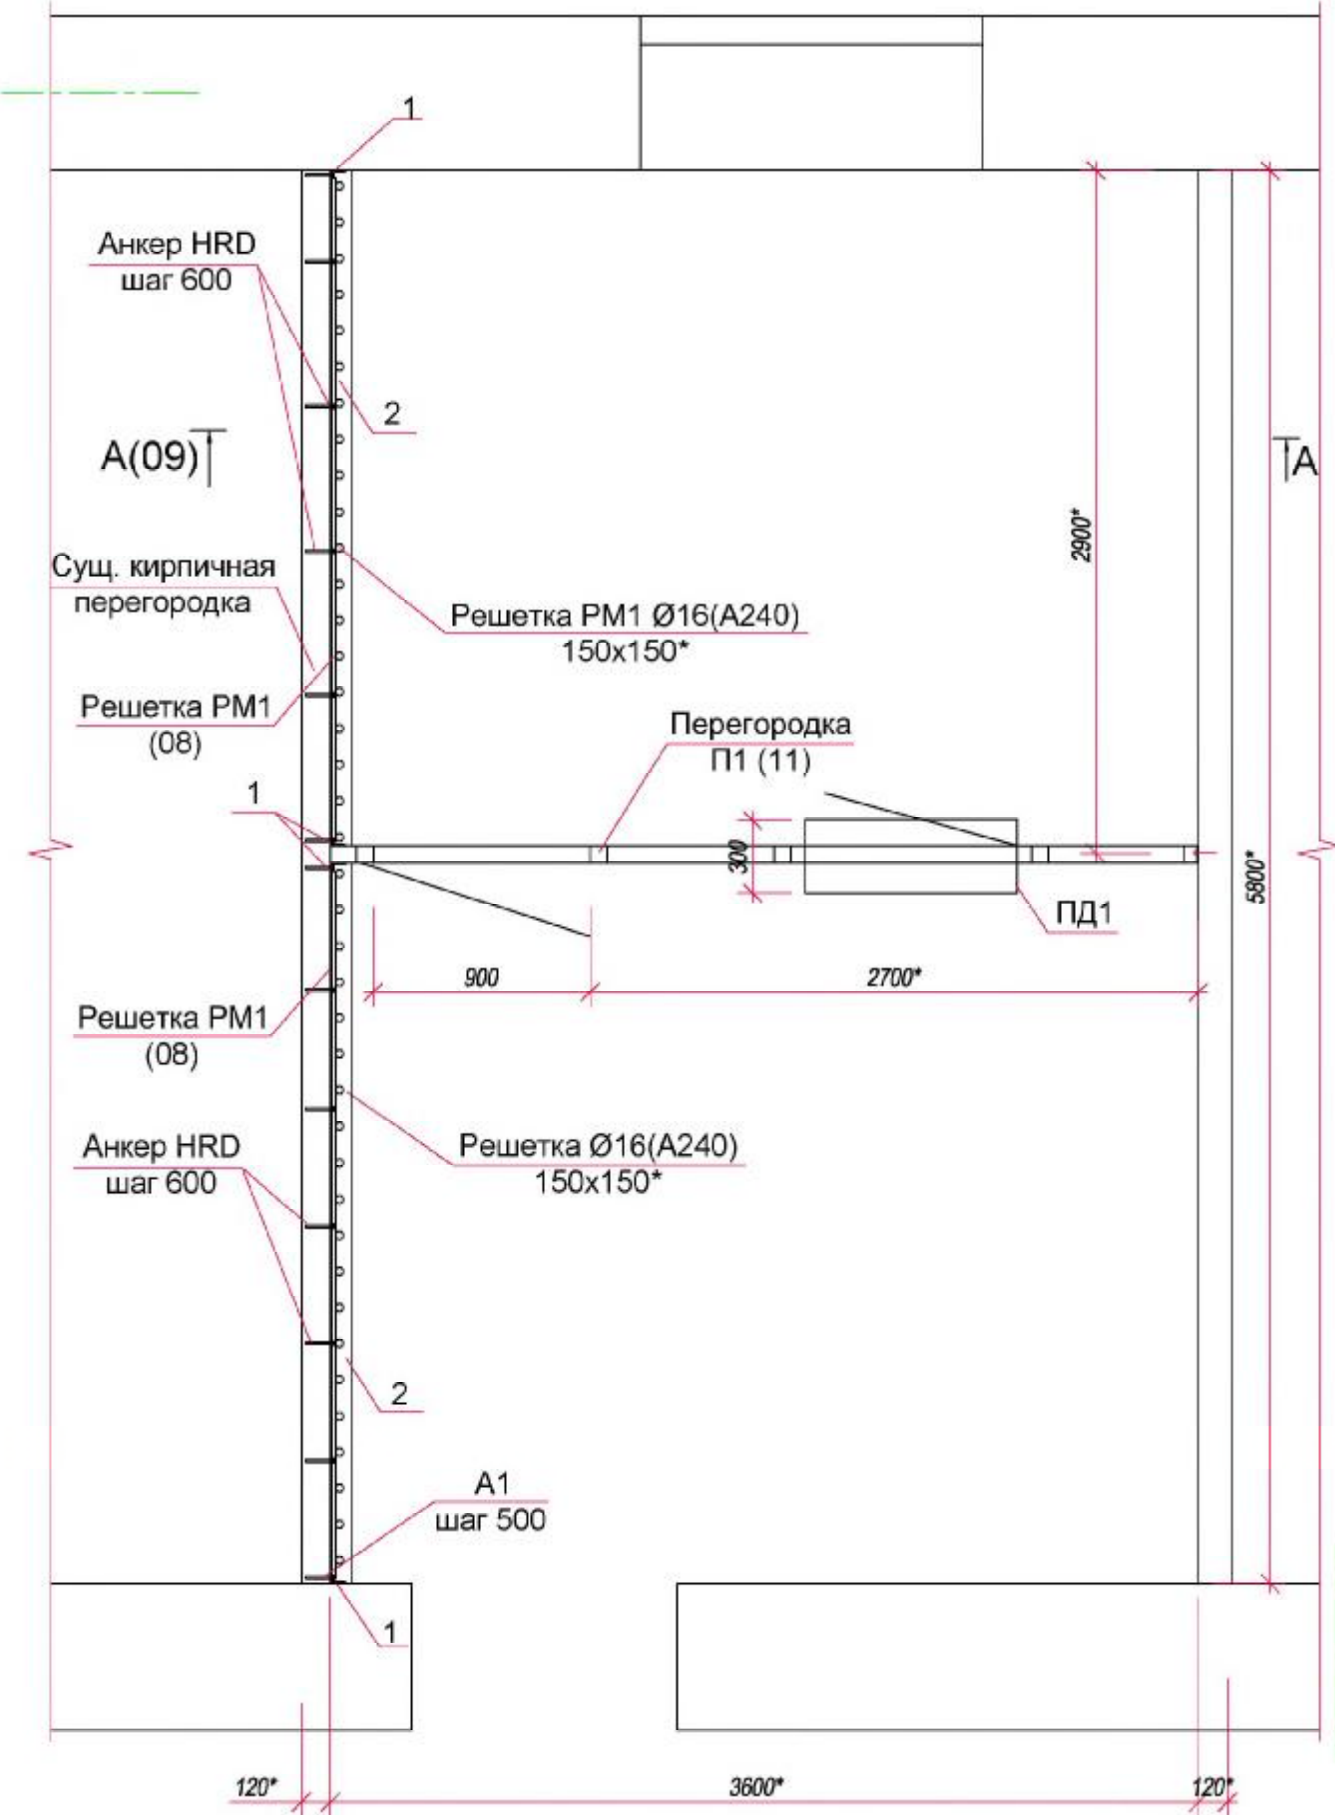 1
Анкер HRD
шаг 600
2
А(09)
А
2900*
Сущ. кирпичная
перегородка
Решетка РМ1 Ø16(А240)
150х150*
Решетка РМ1
(08)
Перегородка
П1 (11)
1
300
5800*
ПД1
900
2700*
Решетка РМ1
(08)
Анкер HRD
шаг 600
Решетка Ø16(А240)
150х150*
2
А1
шаг 500
1
120*
3600*
120*